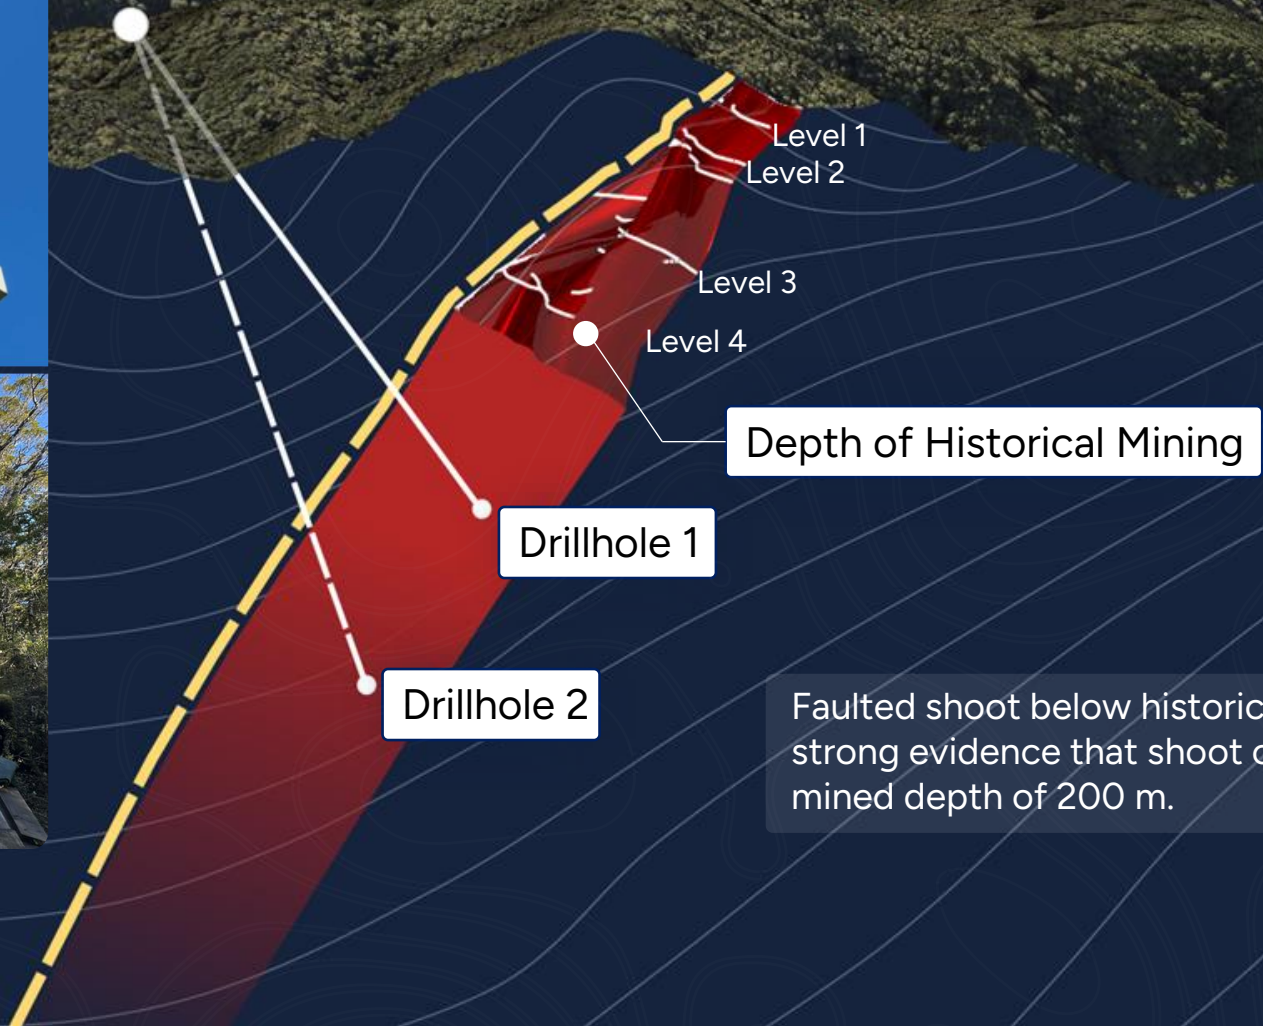 Level 1
Level 2
Level 3
Level 4
Depth of Historical Mining
Drillhole 1
Drillhole 2
Faulted shoot below historic
strong evidence that shoot
mined depth of 200 m.